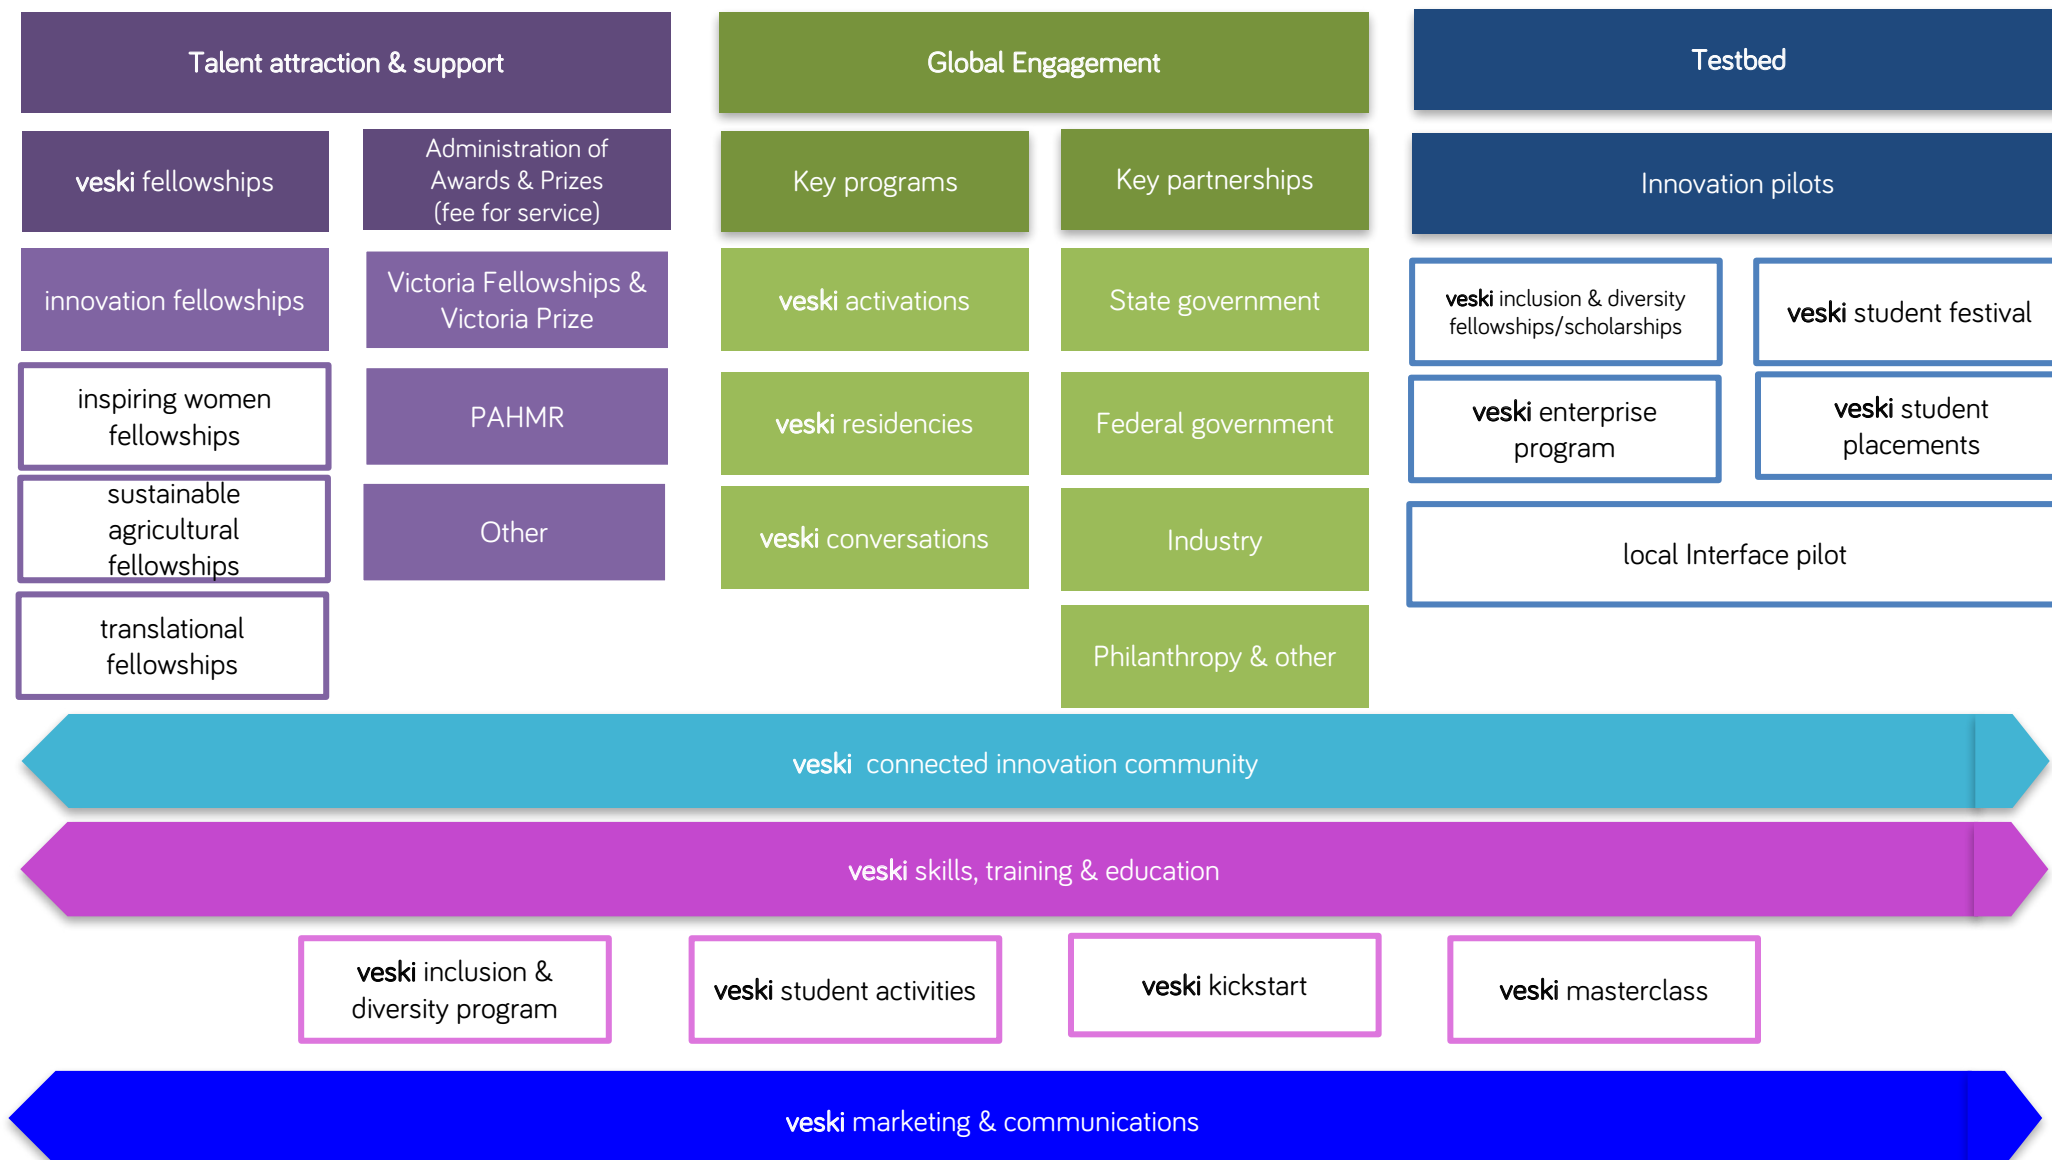 Talent attraction & support
Global Engagement
Testbed
veski fellowships
Administration of
Awards & Prizes
(fee for service)
Key programs
Key partnerships
Innovation pilots
innovation fellowships
Victoria Fellowships &
Victoria Prize
veski activations
State government
veski inclusion & diversity
fellowships/scholarships
veski student festival
inspiring women
fellowships
PAHMR
veski residencies
Federal government
veski enterprise
program
veski student
placements
sustainable
agricultural
fellowships
Other
veski conversations
Industry
local Interface pilot
translational
fellowships
Philanthropy & other
veski connected innovation community
veski skills, training & education
veski inclusion &
diversity program
veski student activities
veski kickstart
veski masterclass
veski marketing & communications